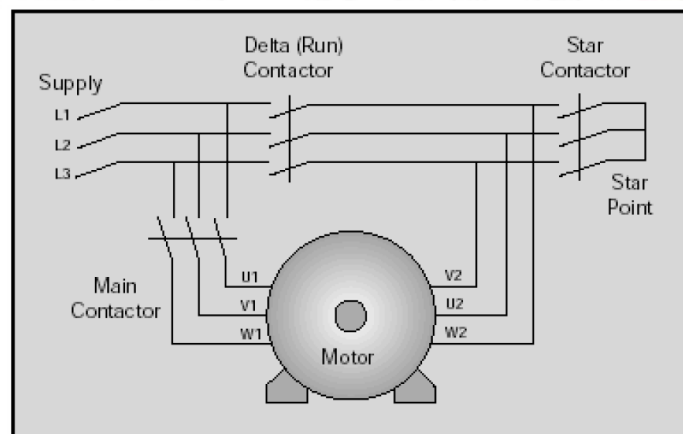 Delta (Run)
Contactor
Star
Contactor
Supply
L1
L2
L3
Star
Point
Main
Contactor
U1
V1
W1
V2
U2
W2
Motor